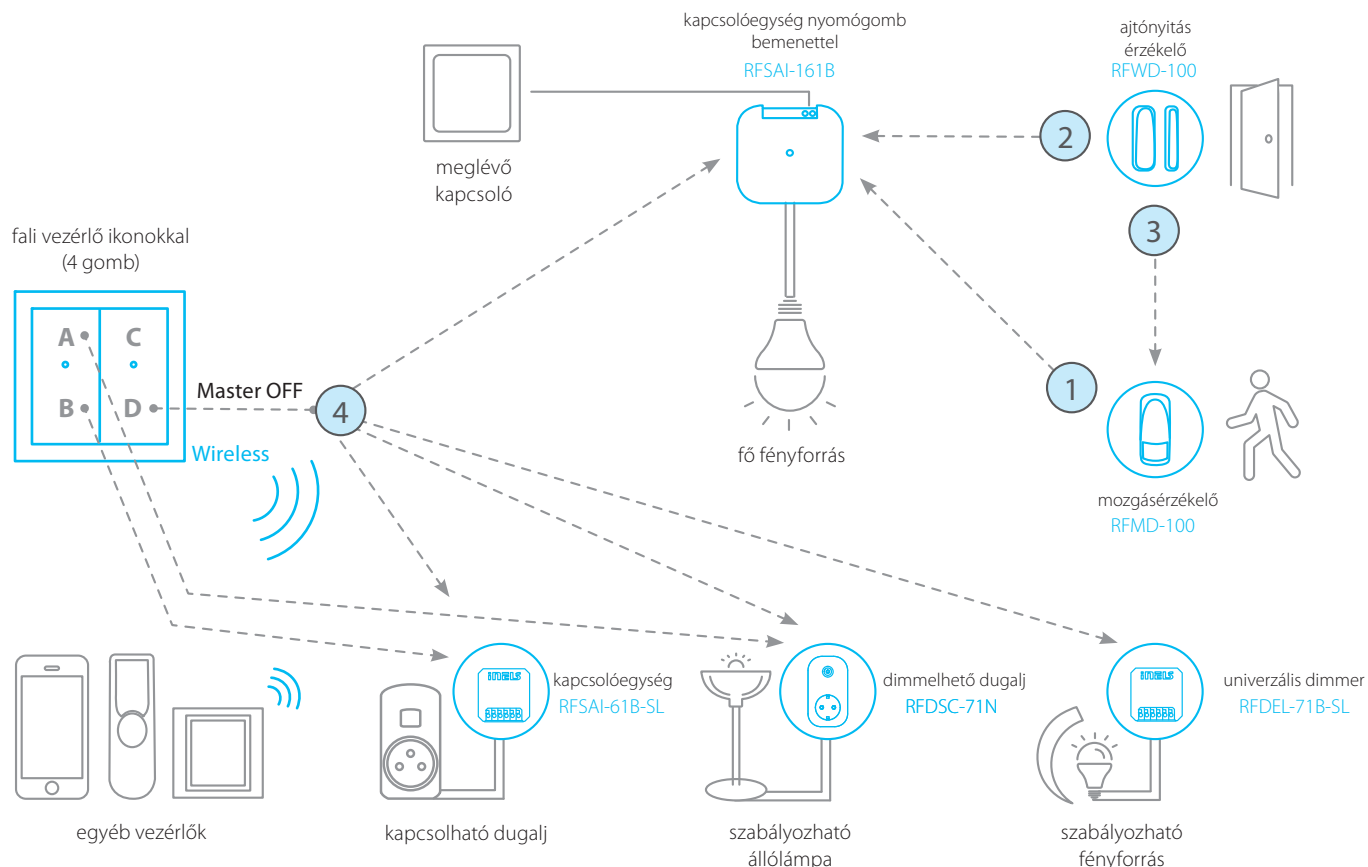 kapcsolóegység nyomógomb
bemenettel
RFSAI-161B
ajtónyitás
érzékelő
RFWD-100
2
meglévő
kapcsoló
3
fali vezérlő ikonokkal
(4 gomb)
A
C
B
D
Master OFF
4
1
Wireless
fő fényforrás
mozgásérzékelő
RFMD-100
inels
kapcsolóegység
RFSAI-61B-SL
dimmelhető dugalj
RFDSC-71N
inels
univerzális dimmer
RFDEL-71B-SL
egyéb vezérlők
kapcsolható dugalj
szabályozható
állólámpa
szabályozható
fényforrás